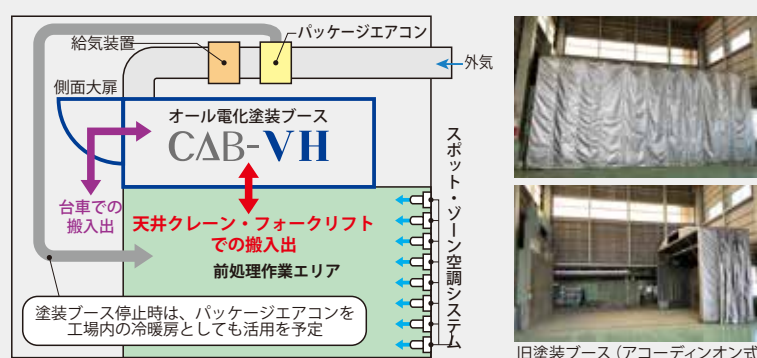 給気装置
パッケージエアコン
外気
側面大扉
オール電化塗装ブース
CAB-VH
スポット・ゾーン空調システム
台車での
搬入出
天井クレーン・フォークリフト
での搬入出
前処理作業エリア
塗装ブース停止時は、パッケージエアコンを
工場内の冷暖房としても活用を予定
旧塗装ブース（アコーディンオン式